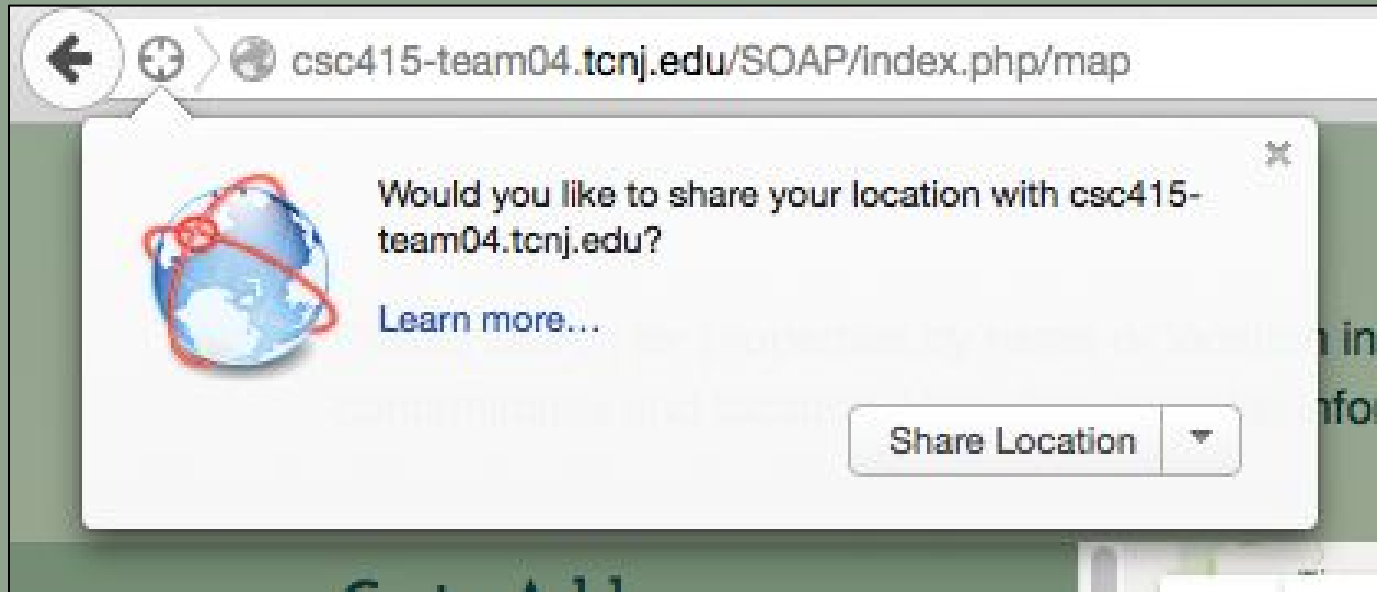 csc415-team04.tcnj.edu/SOAP/index.php/map
Would you like to share your location with csc415-
team04.tcnj.edu?
Learn more...
in
Share Location